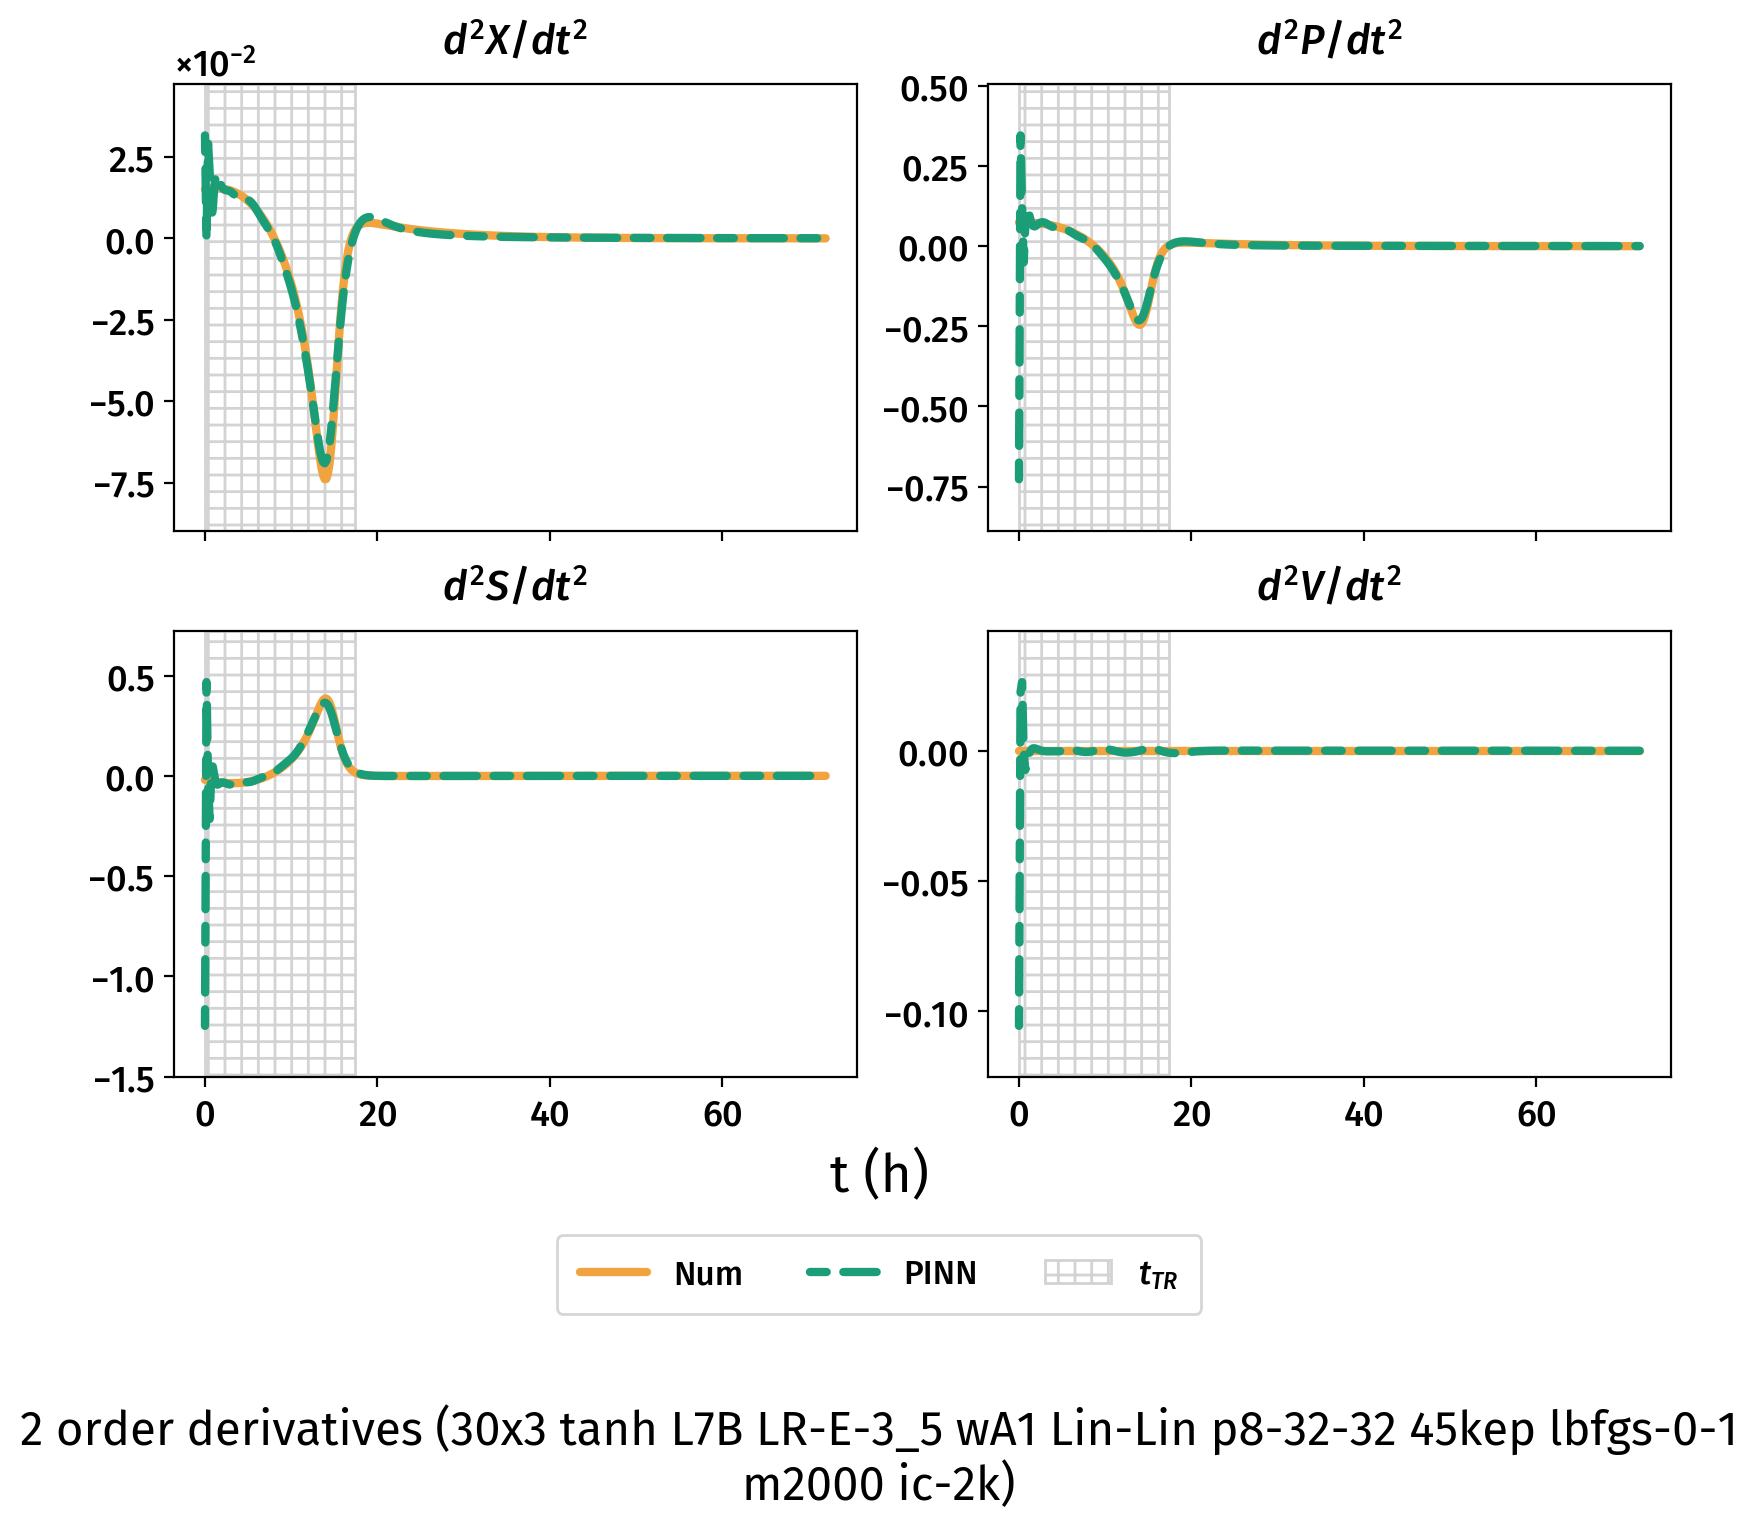 d²X/dt²
×10⁻²
2.5
0.0
−2.5
−5.0
−7.5
d²P/dt²
0.50
0.25
0.00
−0.25
−0.50
−0.75
d²S/dt²
0.5
0.0
−0.5
−1.0
−1.5
0 20 40 60
d²V/dt²
0.00
−0.05
−0.10
0 20 40 60
t (h)
Num PINN t_TR
2 order derivatives (30x3 tanh L7B LR-E-3_5 wA1 Lin-Lin p8-32-32 45kep lbfgs-0-1
m2000 ic-2k)